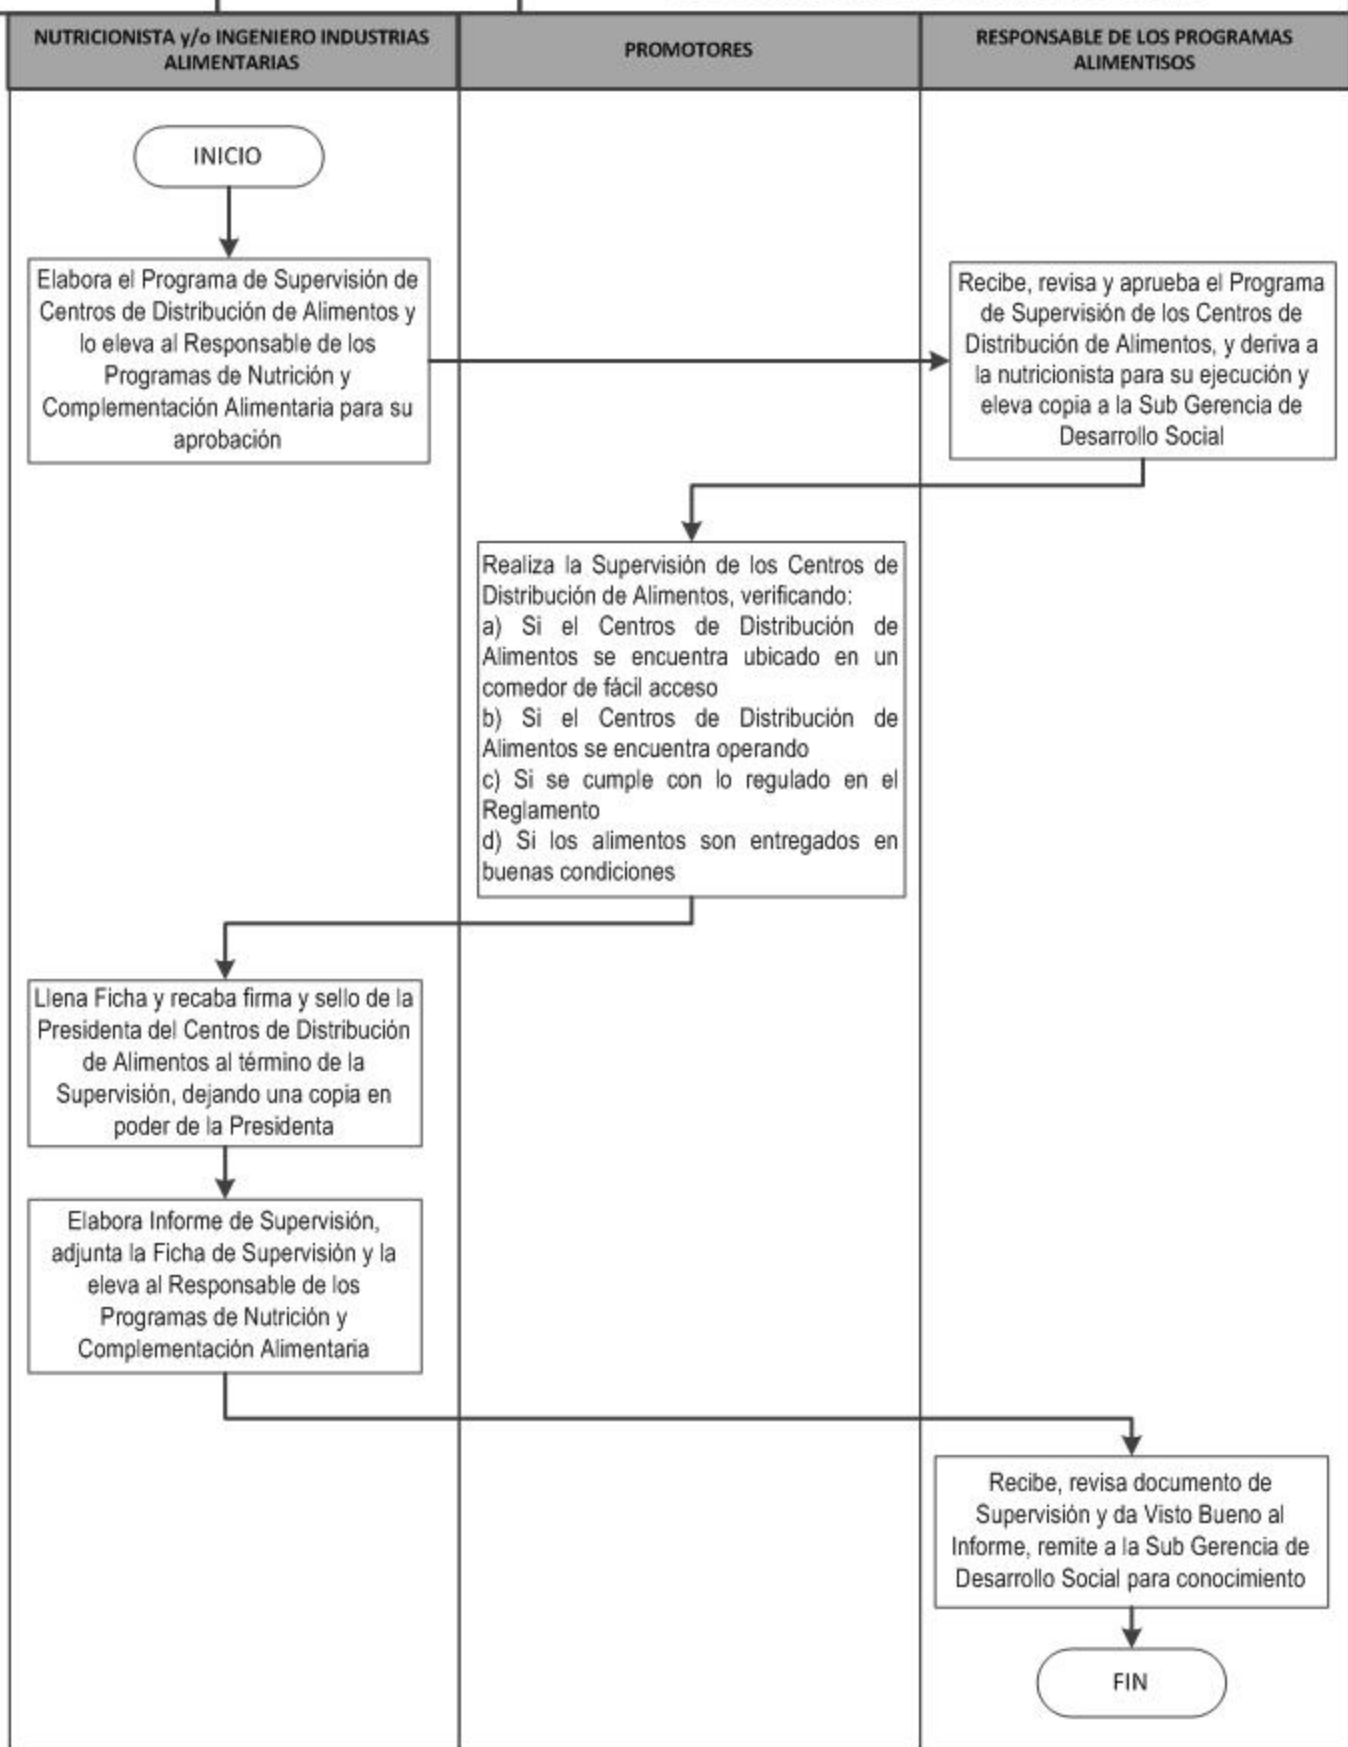 NUTRICIONISTA y/o INGENIERO INDUSTRIAS
ALIMENTARIAS
PROMOTORES
RESPONSABLE DE LOS PROGRAMAS
ALIMENTISOS
INICIO
Elabora el Programa de Supervisión de
Centros de Distribución de Alimentos y
lo eleva al Responsable de los
Programas de Nutrición y
Complementación Alimentaria para su
aprobación
Recibe, revisa y aprueba el Programa
de Supervisión de los Centros de
Distribución de Alimentos, y deriva a
la nutricionista para su ejecución y
eleva copia a la Sub Gerencia de
Desarrollo Social
Realiza la Supervisión de los Centros de
Distribución de Alimentos, verificando:
a) Si el Centros de Distribución de
Alimentos se encuentra ubicado en un
comedor de fácil acceso
b) Si el Centros de Distribución de
Alimentos se encuentra operando
c) Si se cumple con lo regulado en el
Reglamento
d) Si los alimentos son entregados en
buenas condiciones
Llena Ficha y recaba firma y sello de la
Presidenta del Centros de Distribución
de Alimentos al término de la
Supervisión, dejando una copia en
poder de la Presidenta
Elabora Informe de Supervisión,
adjunta la Ficha de Supervisión y la
eleva al Responsable de los
Programas de Nutrición y
Complementación Alimentaria
Recibe, revisa documento de
Supervisión y da Visto Bueno al
Informe, remite a la Sub Gerencia de
Desarrollo Social para conocimiento
FIN